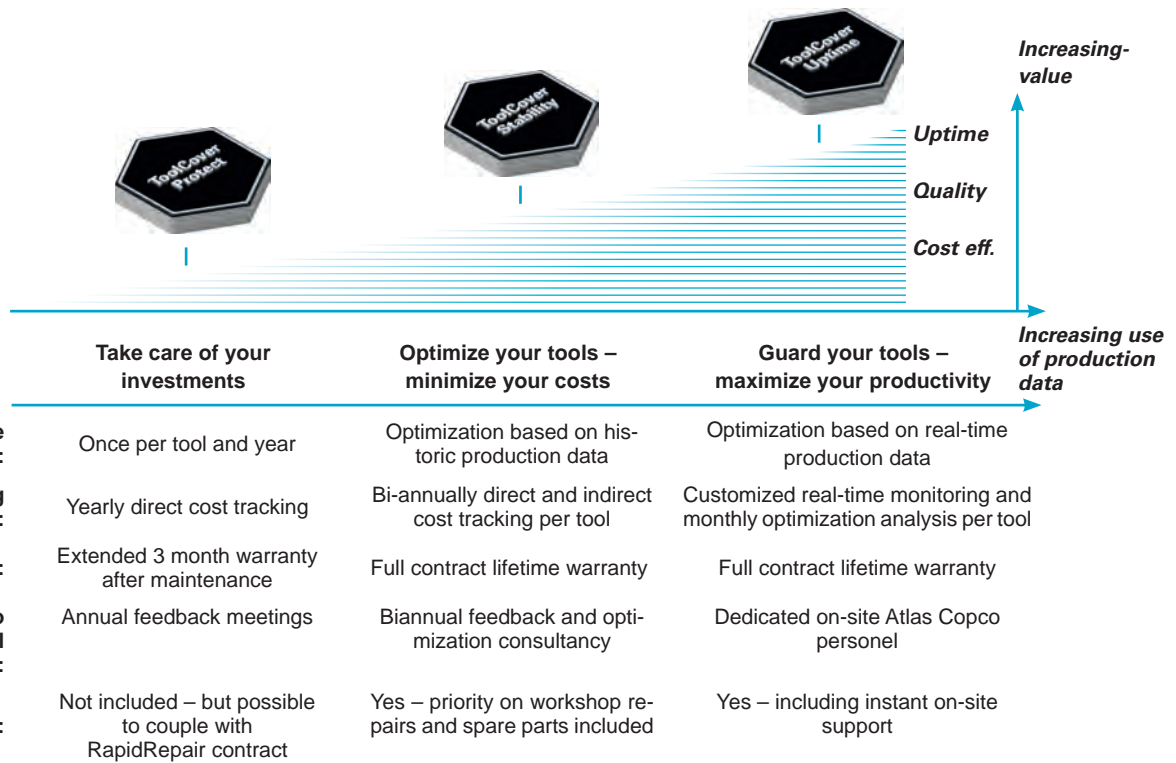 ToolCover
Protect
ToolCover
Stability
ToolCover
Uptime
Increasing-
value
Uptime
Quality
Cost eff.
Increasing use
of production
data
Take care of your
investments
Optimize your tools –
minimize your costs
Guard your tools –
maximize your productivity
e
:
Once per tool and year
Optimization based on his-
toric production data
Optimization based on real-time
production data
g
:
Yearly direct cost tracking
Bi-annually direct and indirect
cost tracking per tool
Customized real-time monitoring and
monthly optimization analysis per tool
:
Extended 3 month warranty
after maintenance
Full contract lifetime warranty
Full contract lifetime warranty
o
l
:
Annual feedback meetings
Biannual feedback and opti-
mization consultancy
Dedicated on-site Atlas Copco
personel
:
Not included – but possible
to couple with
RapidRepair contract
Yes – priority on workshop re-
pairs and spare parts included
Yes – including instant on-site
support